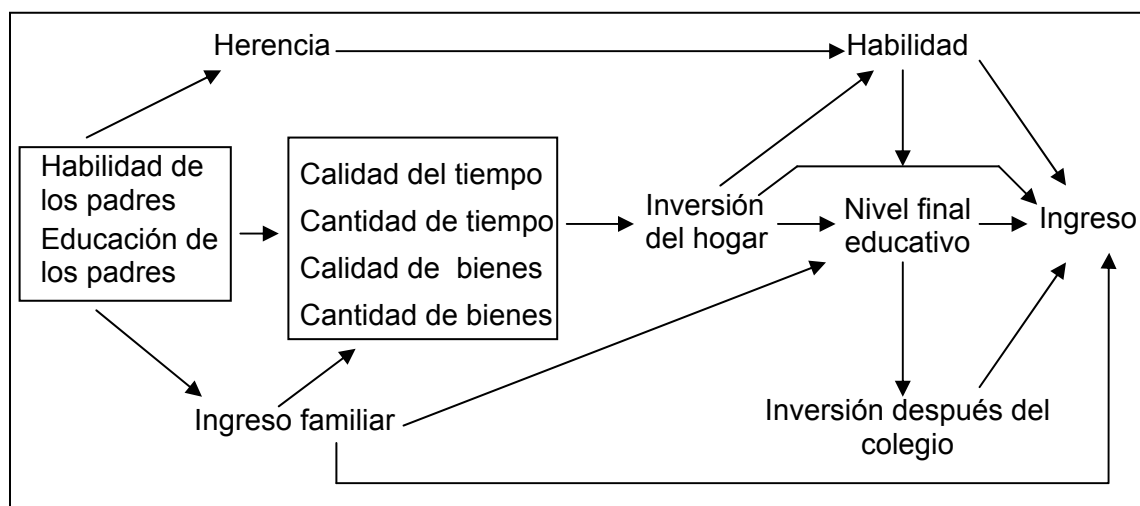 Herencia
Habilidad
Habilidad de
los padres
Educación de
los padres
Calidad del tiempo
Cantidad de tiempo
Calidad de bienes
Cantidad de bienes
Inversión
del hogar
Nivel final
educativo
Ingreso
Ingreso familiar
Inversión después del
colegio